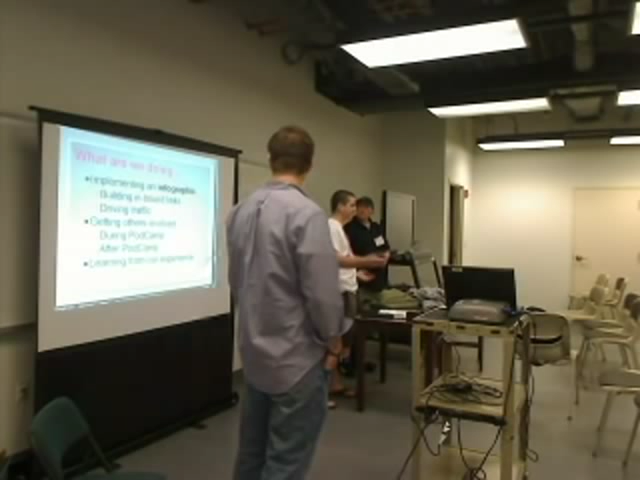 What are we doing
•Implementing an infographic
Building in bound links
Driving traffic
•Getting others involved
During PodCamp
After PodCamp
•Learning from our experience